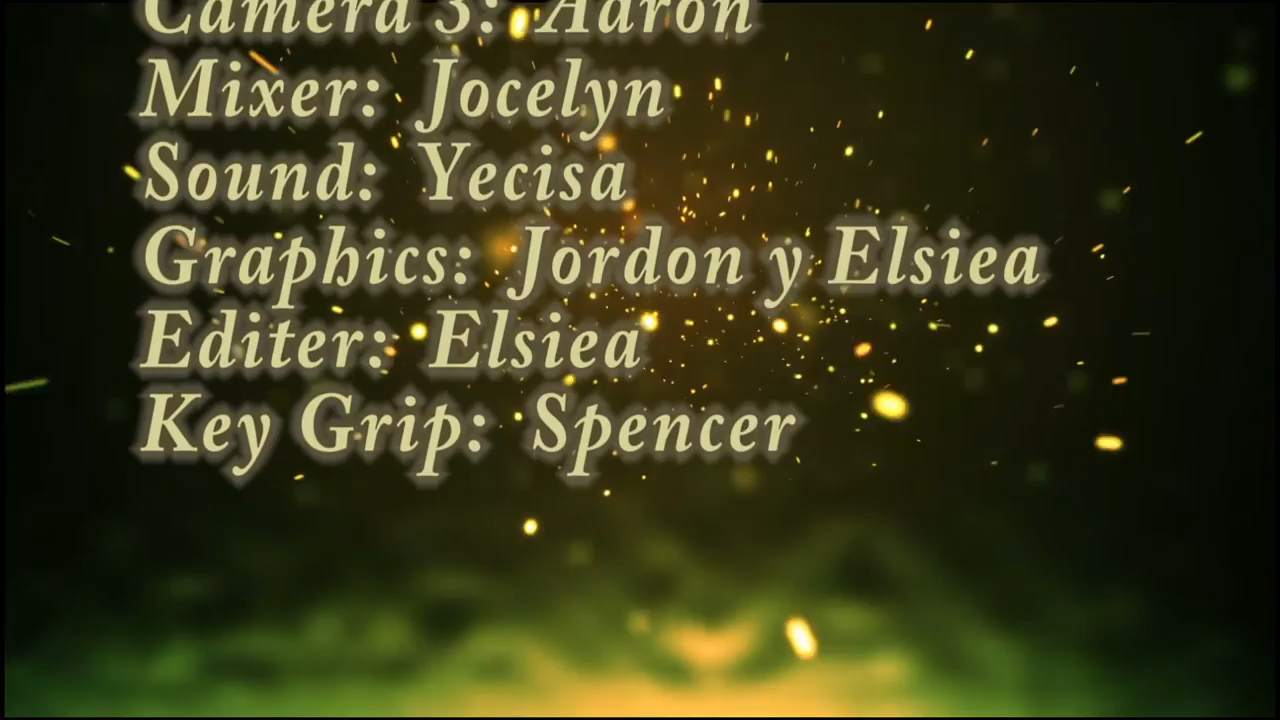 Camera 3: Aaron
Mixer: Jocelyn
Sound: Yecisa
Graphics: Jordon y Elsiea
Editer: Elsiea
Key Grip: Spencer